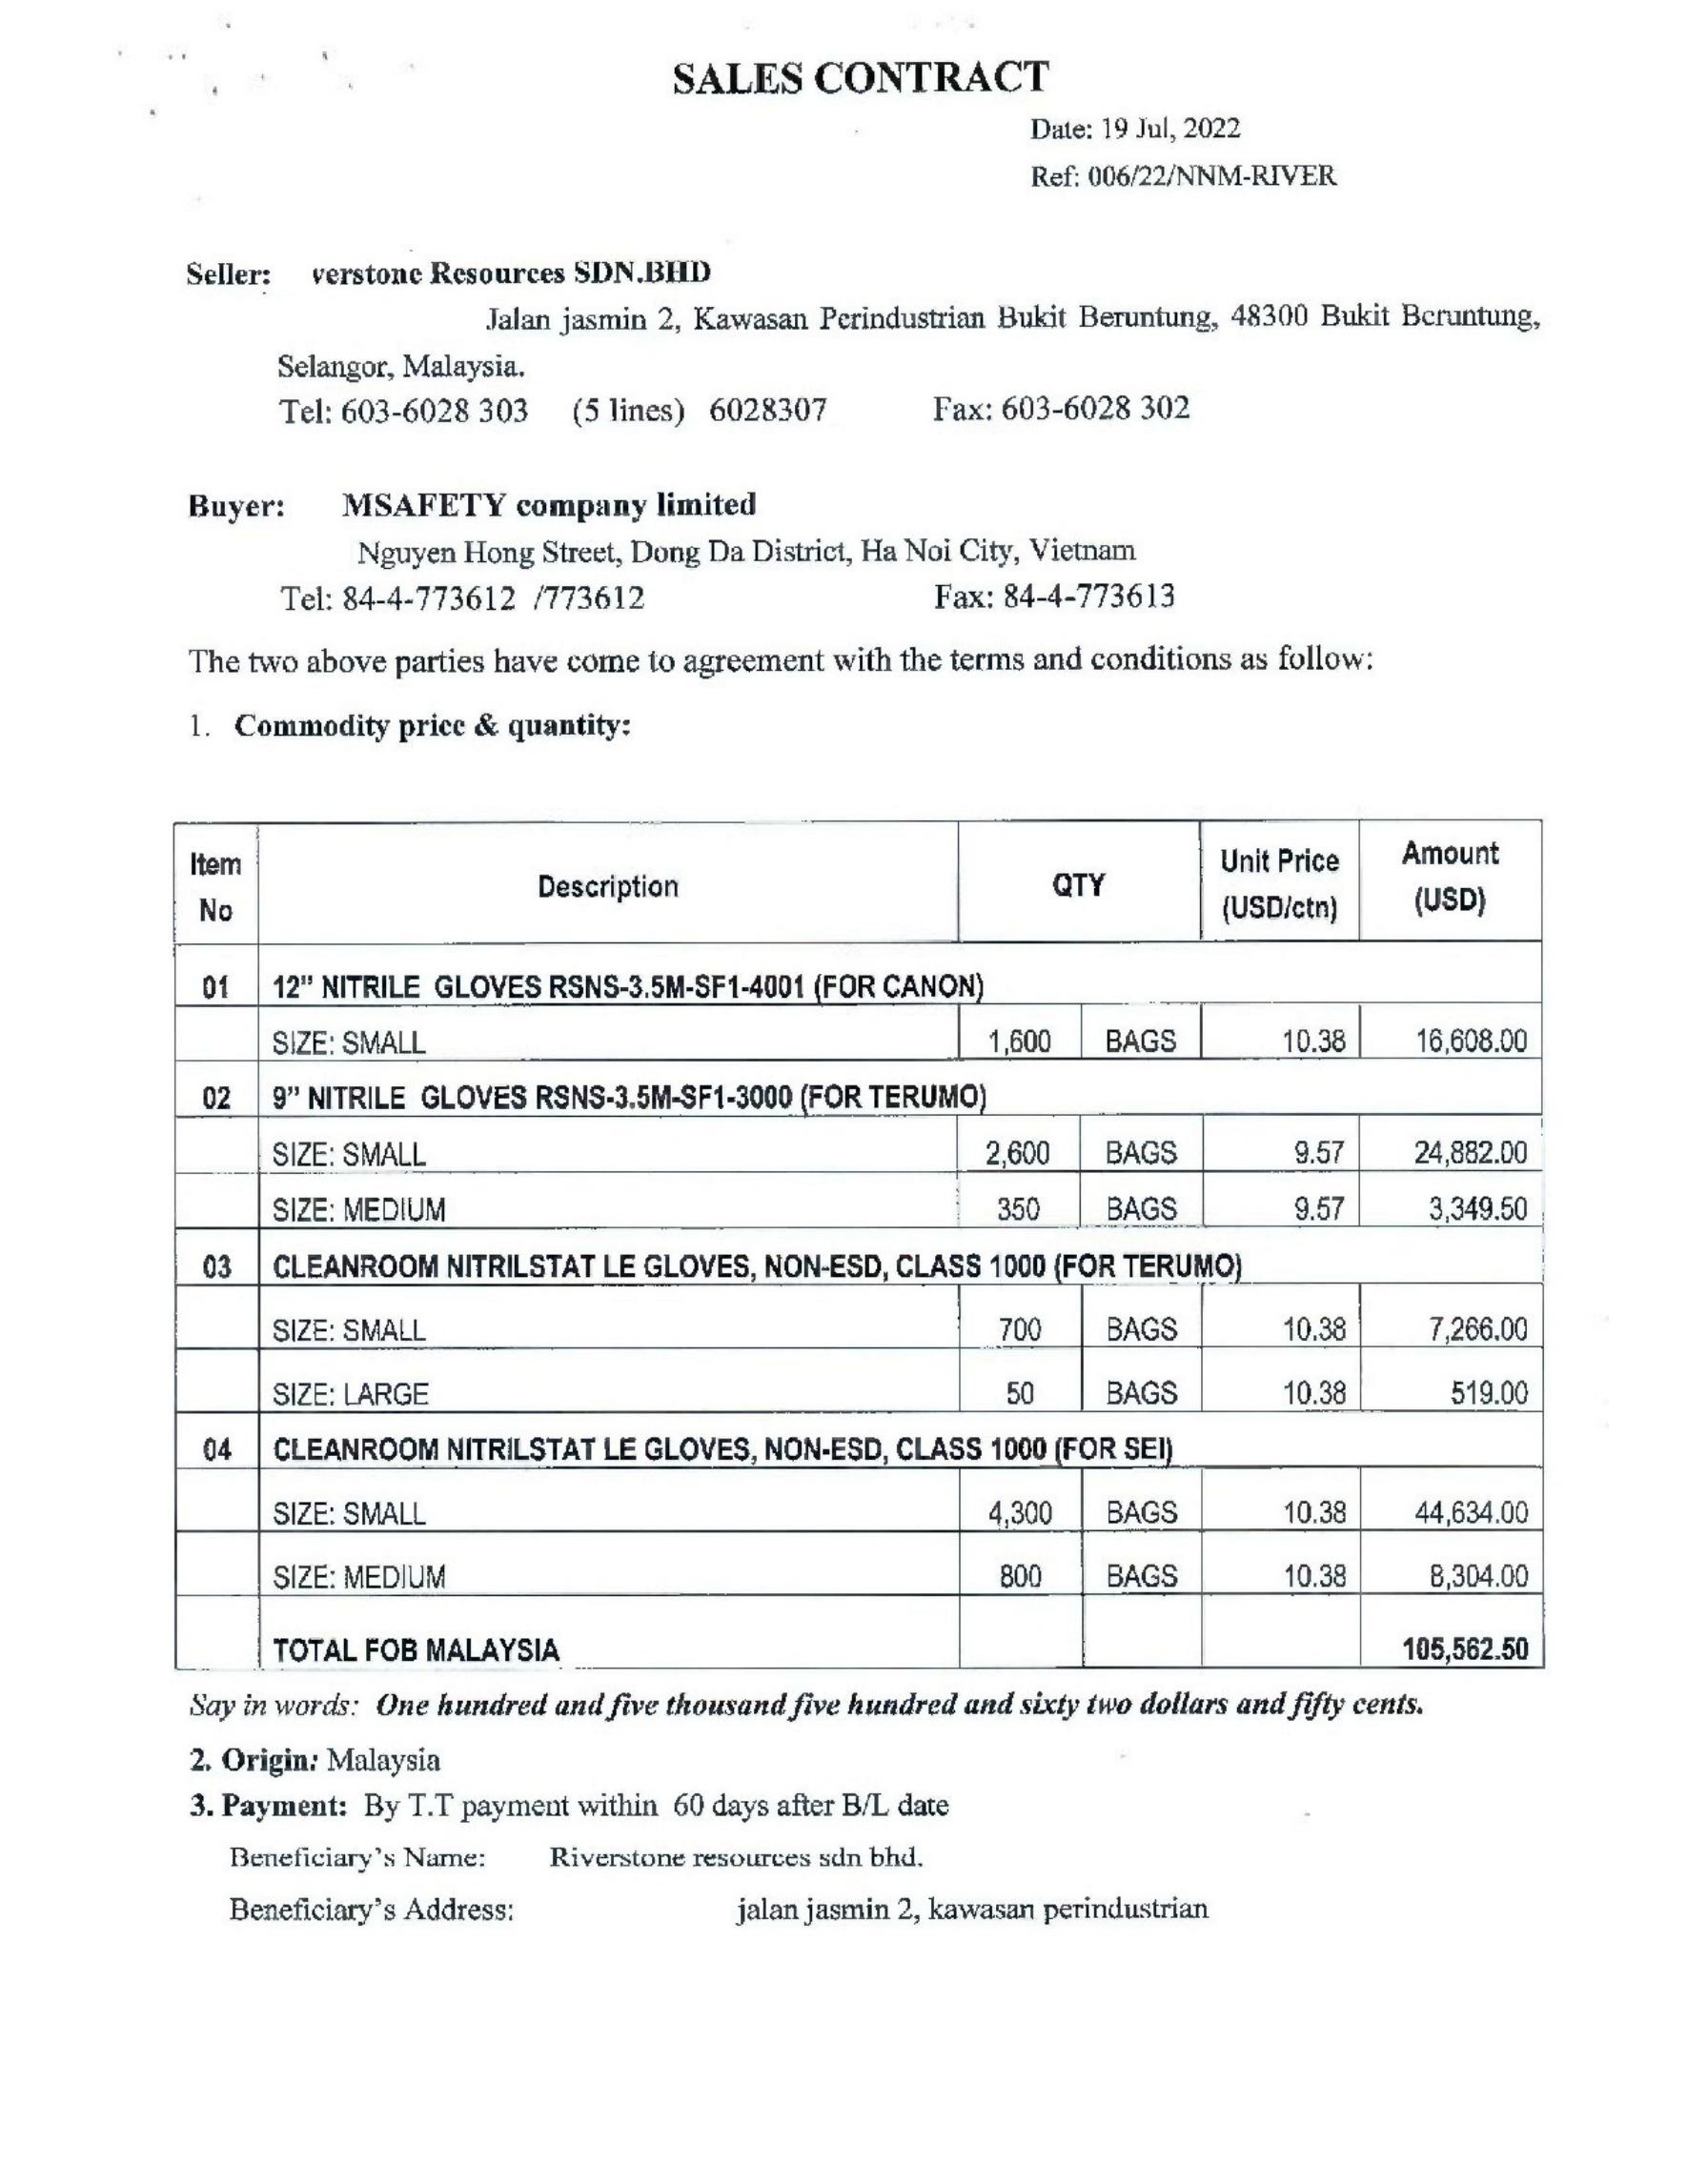 SALES CONTRACT
Date: 19 Jul, 2022
Ref: 006/22/NNM-RIVER
Seller: verstone Resources SDN.BHD
Jalan jasmin 2, Kawasan Perindustrian Bukit Beruntung, 48300 Bukit Beruntung,
Selangor, Malaysia.
Tel: 603-6028 303 (5 lines) 6028307 Fax: 603-6028 302
Buyer: MSAFETY company limited
Nguyen Hong Street, Dong Da District, Ha Noi City, Vietnam
Tel: 84-4-773612 /773612 Fax: 84-4-773613
The two above parties have come to agreement with the terms and conditions as follow:
1. Commodity price & quantity:
Item No Description QTY Unit Price (USD/ctn) Amount (USD)
01 12" NITRILE GLOVES RSNS-3.5M-SF1-4001 (FOR CANON)
SIZE: SMALL 1,600 BAGS 10.38 16,608.00
02 9" NITRILE GLOVES RSNS-3.5M-SF1-3000 (FOR TERUMO)
SIZE: SMALL 2,600 BAGS 9.57 24,882.00
SIZE: MEDIUM 350 BAGS 9.57 3,349.50
03 CLEANROOM NITRILSTAT LE GLOVES, NON-ESD, CLASS 1000 (FOR TERUMO)
SIZE: SMALL 700 BAGS 10.38 7,266.00
SIZE: LARGE 50 BAGS 10.38 519.00
04 CLEANROOM NITRILSTAT LE GLOVES, NON-ESD, CLASS 1000 (FOR SEI)
SIZE: SMALL 4,300 BAGS 10.38 44,634.00
SIZE: MEDIUM 800 BAGS 10.38 8,304.00
TOTAL FOB MALAYSIA 105,562.50
Say in words: One hundred and five thousand five hundred and sixty two dollars and fifty cents.
2. Origin: Malaysia
3. Payment: By T.T payment within 60 days after B/L date
Beneficiary's Name: Riverstone resources sdn bhd.
Beneficiary's Address: jalan jasmin 2, kawasan perindustrian